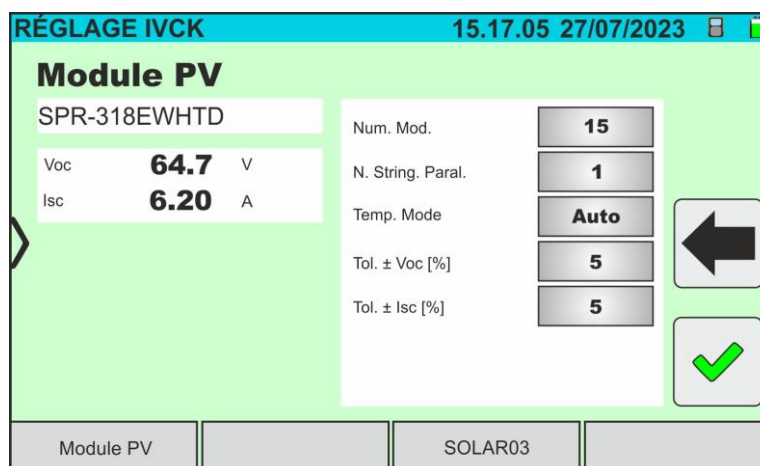 RÉGLAGE IVCK 15.17.05 27/07/2023
Module PV
SPR-318EWHTD
Voc 64.7 V
Isc 6.20 A
Num. Mod. 15
N. String. Paral. 1
Temp. Mode Auto
Tol. ± Voc [%] 5
Tol. ± Isc [%] 5
Module PV SOLAR03